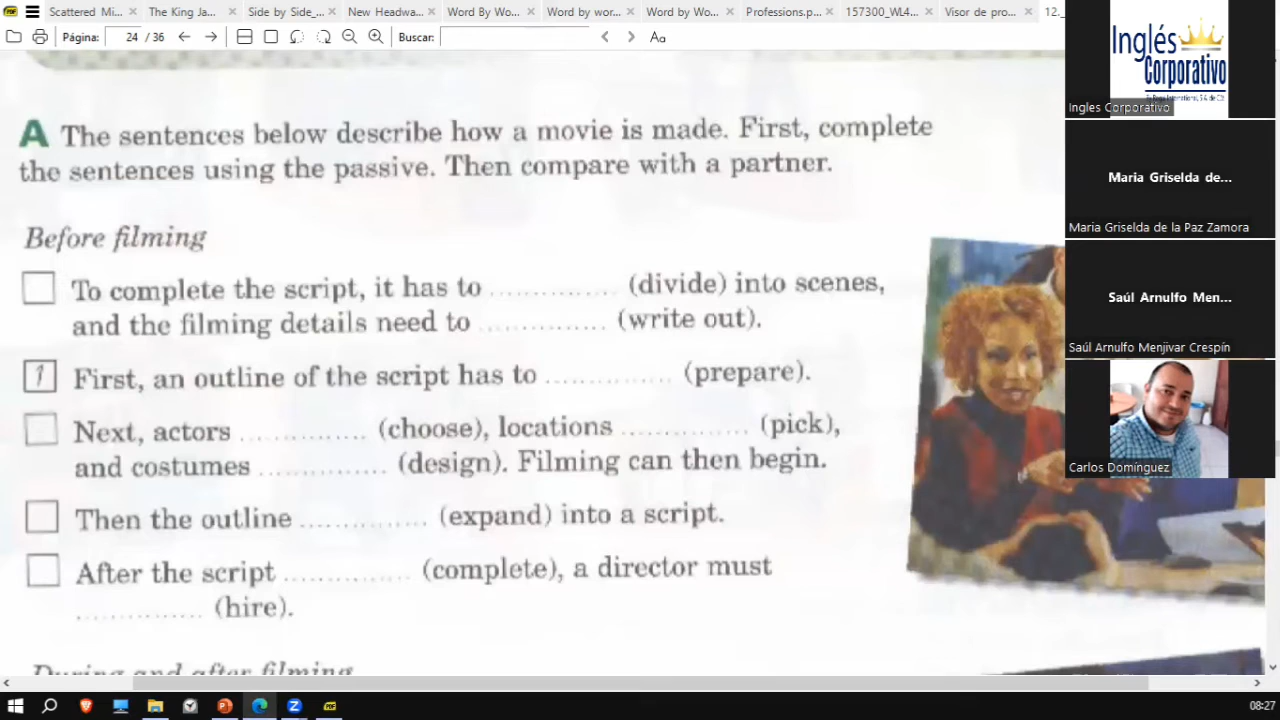 Scattered Mi...
The King Ja...
Side by Side_...
New Headwa...
Word By Wo...
Word by wor...
Word by Wo...
Professions.p...
157300_WL4...
Visor de pro...
12._
Página:
24 / 36
Buscar:
Aa
A The sentences below describe how a movie is made. First, complete
the sentences using the passive. Then compare with a partner.
Before filming
To complete the script, it has to .............. (divide) into scenes,
and the filming details need to .............. (write out).
1 First, an outline of the script has to .............. (prepare).
Next, actors .............. (choose), locations .............. (pick),
and costumes .............. (design). Filming can then begin.
Then the outline .............. (expand) into a script.
After the script .............. (complete), a director must
.............. (hire).
During and after filming
Inglés
Corporativo
Ingles Corporativo
Maria Griselda de...
Maria Griselda de la Paz Zamora
Saúl Arnulfo Men...
Saúl Arnulfo Menjivar Crespín
Carlos Domínguez
08:27